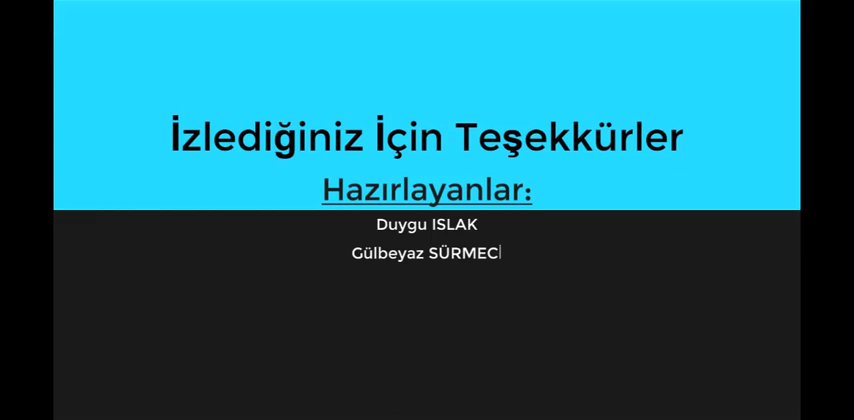 İzlediğiniz İçin Teşekkürler
Hazırlayanlar:
Duygu ISLAK
Gülbeyaz SÜRMECİ